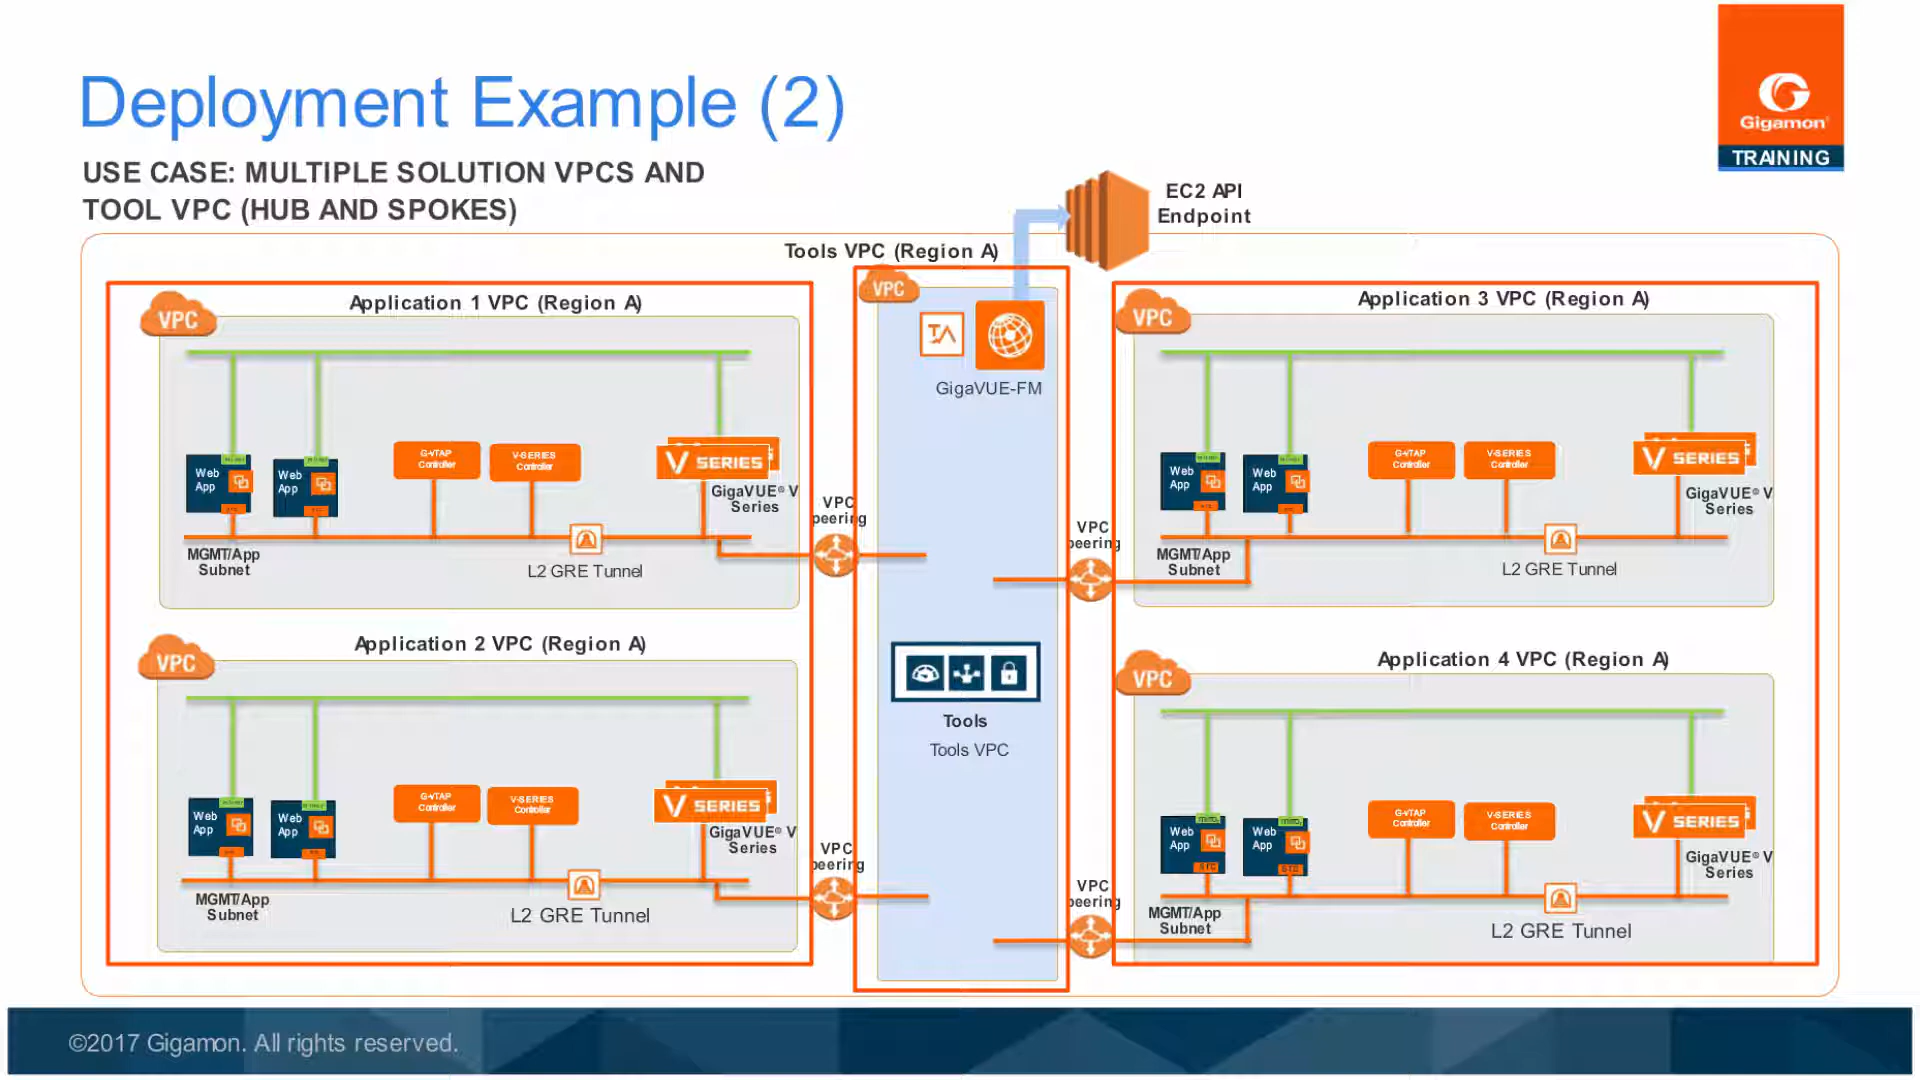 Deployment Example (2)
USE CASE: MULTIPLE SOLUTION VPCS AND
TOOL VPC (HUB AND SPOKES)
Gigamon®
TRAINING
EC2 API
Endpoint
Tools VPC (Region A)
VPC
GigaVUE-FM
Tools
Tools VPC
Application 1 VPC (Region A)
VPC
Web
App
Web
App
G-vTAP
Controller
V-SERIES
Controller
V SERIES
GigaVUE® V
Series
MGMT/App
Subnet
L2 GRE Tunnel
VPC
peering
Application 2 VPC (Region A)
VPC
Web
App
Web
App
G-vTAP
Controller
V-SERIES
Controller
V SERIES
GigaVUE® V
Series
MGMT/App
Subnet
L2 GRE Tunnel
VPC
peering
Application 3 VPC (Region A)
VPC
Web
App
Web
App
G-vTAP
Controller
V-SERIES
Controller
V SERIES
GigaVUE® V
Series
MGMT/App
Subnet
L2 GRE Tunnel
VPC
peering
Application 4 VPC (Region A)
VPC
Web
App
Web
App
G-vTAP
Controller
V-SERIES
Controller
V SERIES
GigaVUE® V
Series
MGMT/App
Subnet
L2 GRE Tunnel
VPC
peering
©2017 Gigamon. All rights reserved.